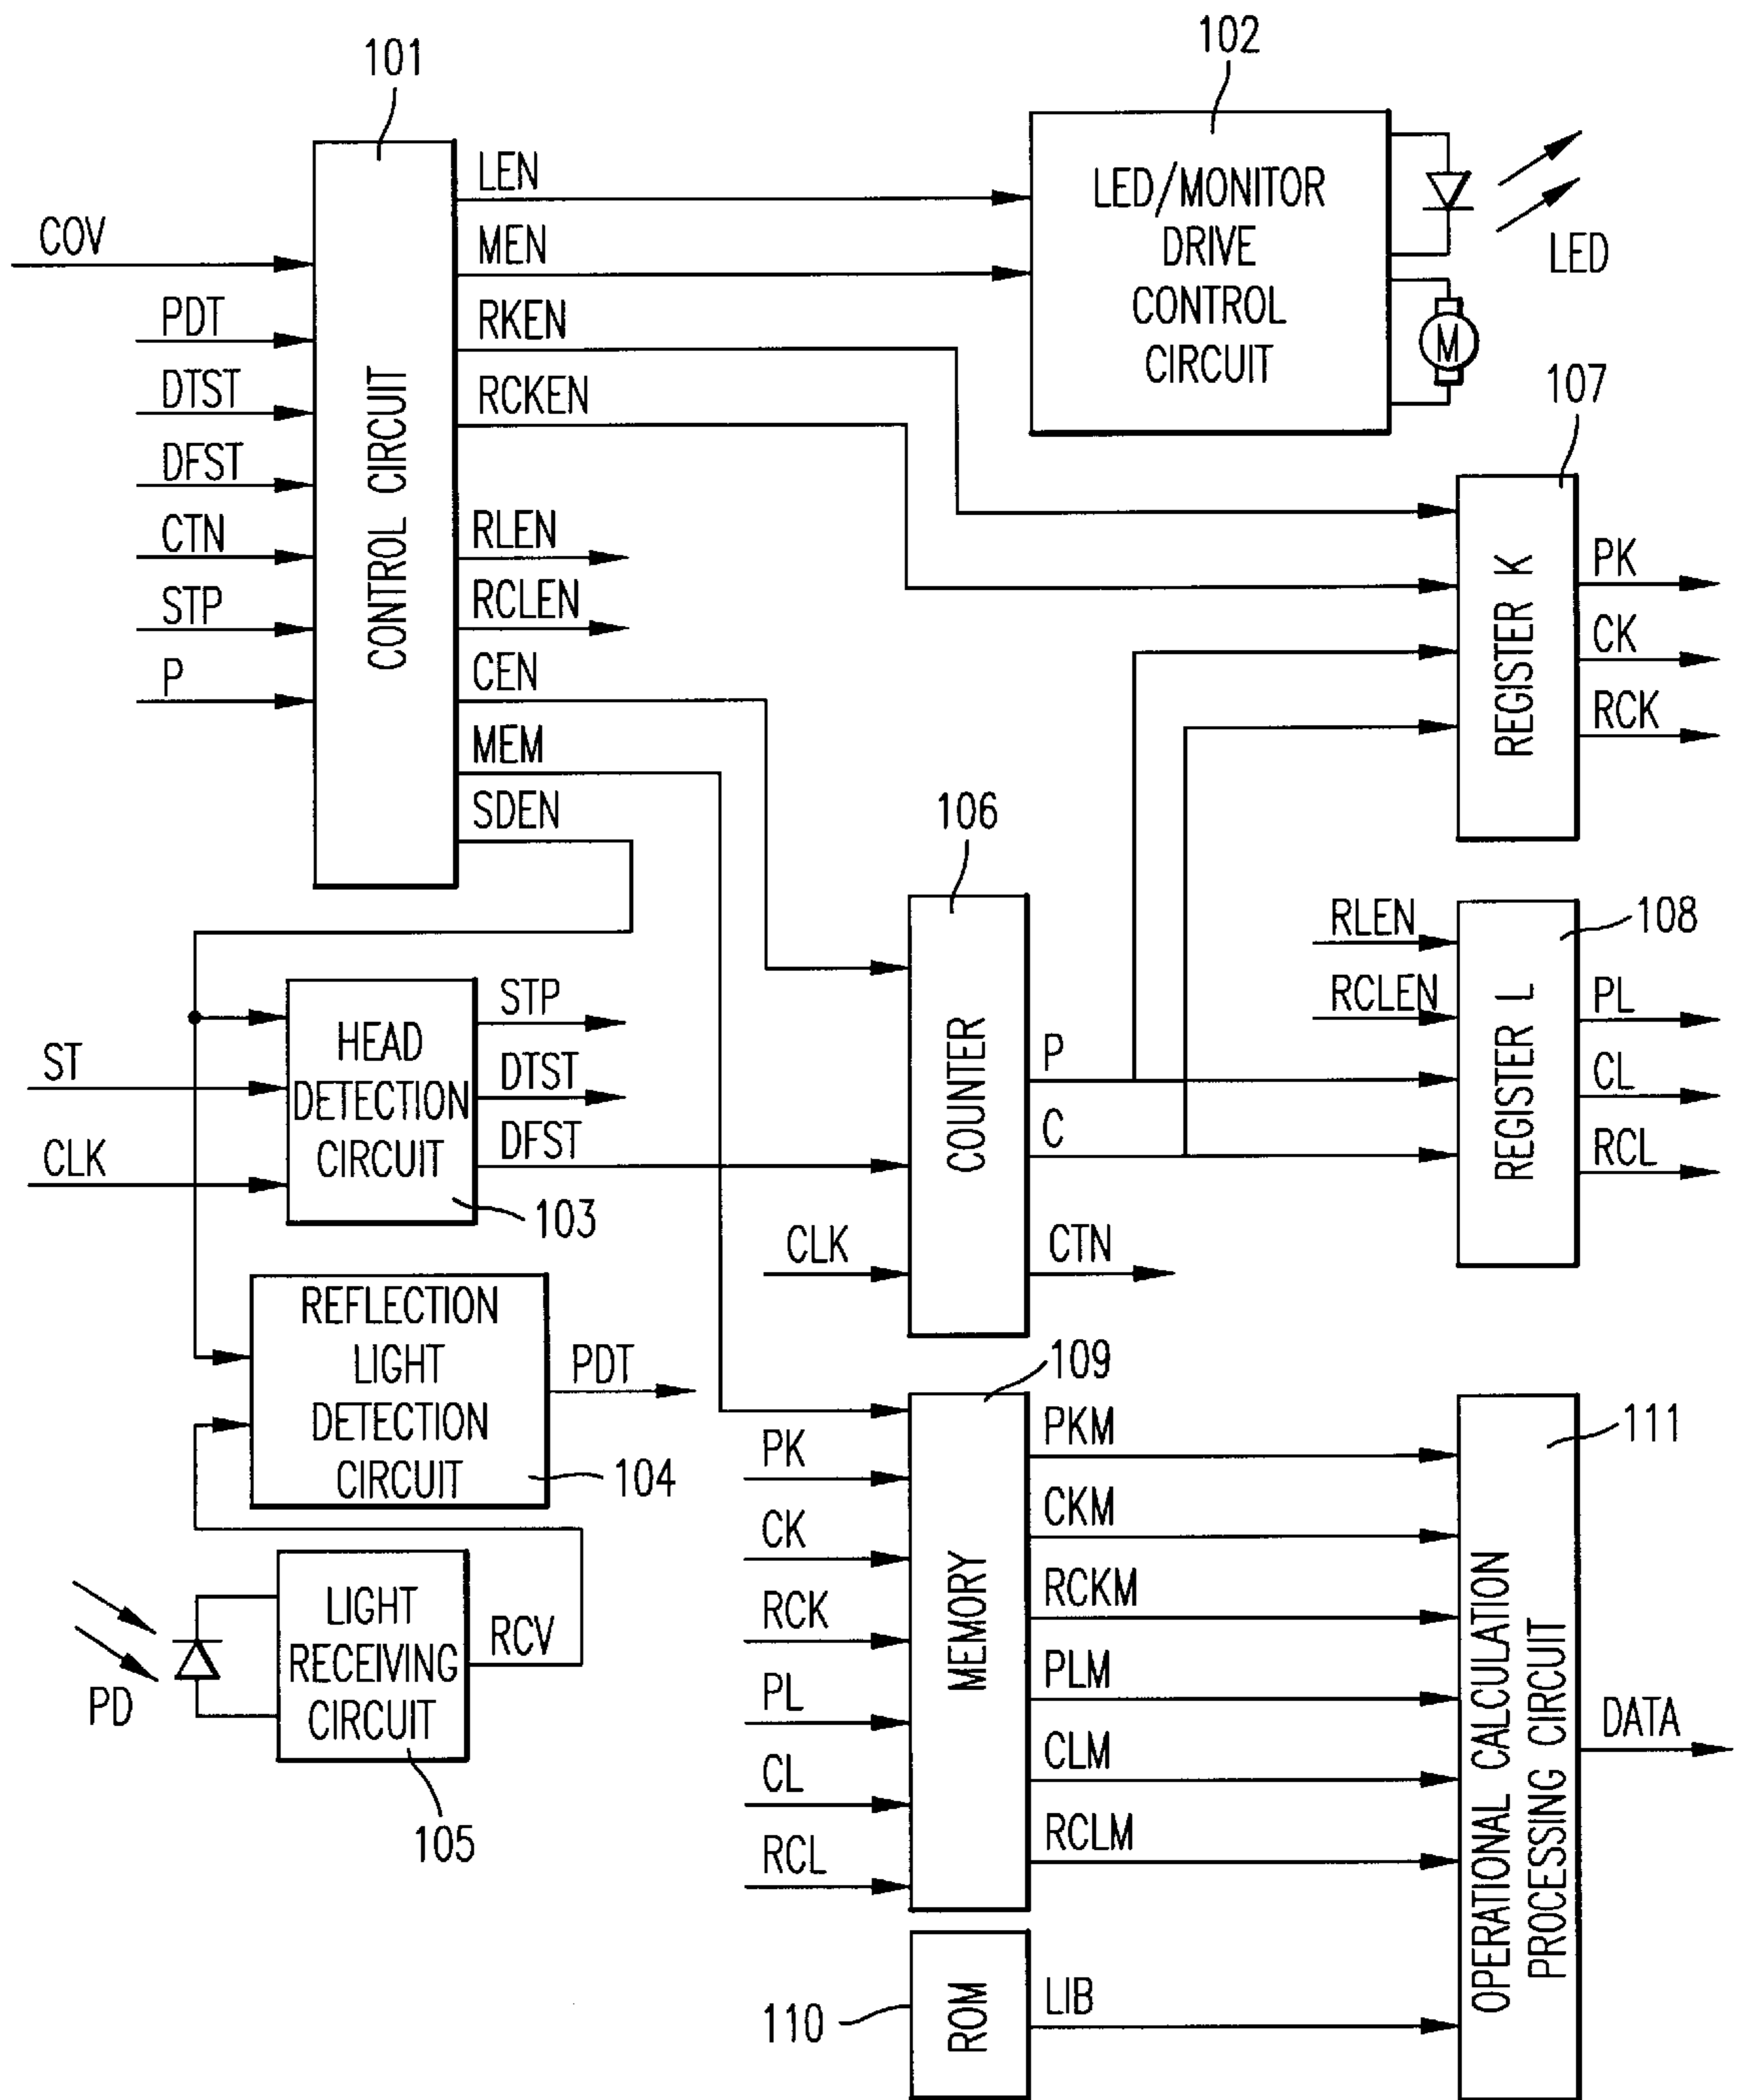 101
CONTROL CIRCUIT
COV
PDT
DTST
DFST
CTN
STP
P
LEN
MEN
RKEN
RCKEN
RLEN
RCLEN
CEN
MEM
SDEN
102
LED/MONITOR
DRIVE
CONTROL
CIRCUIT
LED
M
107
REGISTER K
PK
CK
RCK
106
COUNTER
P
C
CLK
CTN
108
RLEN
RCLEN
REGISTER L
PL
CL
RCL
ST
CLK
HEAD
DETECTION
CIRCUIT
103
STP
DTST
DFST
REFLECTION
LIGHT
DETECTION
CIRCUIT
104
PDT
LIGHT
RECEIVING
CIRCUIT
105
RCV
PD
109
MEMORY
PK
CK
RCK
PL
CL
RCL
PKM
CKM
RCKM
PLM
CLM
RCLM
110
ROM
LIB
111
OPERATIONAL CALCULATION
PROCESSING CIRCUIT
DATA